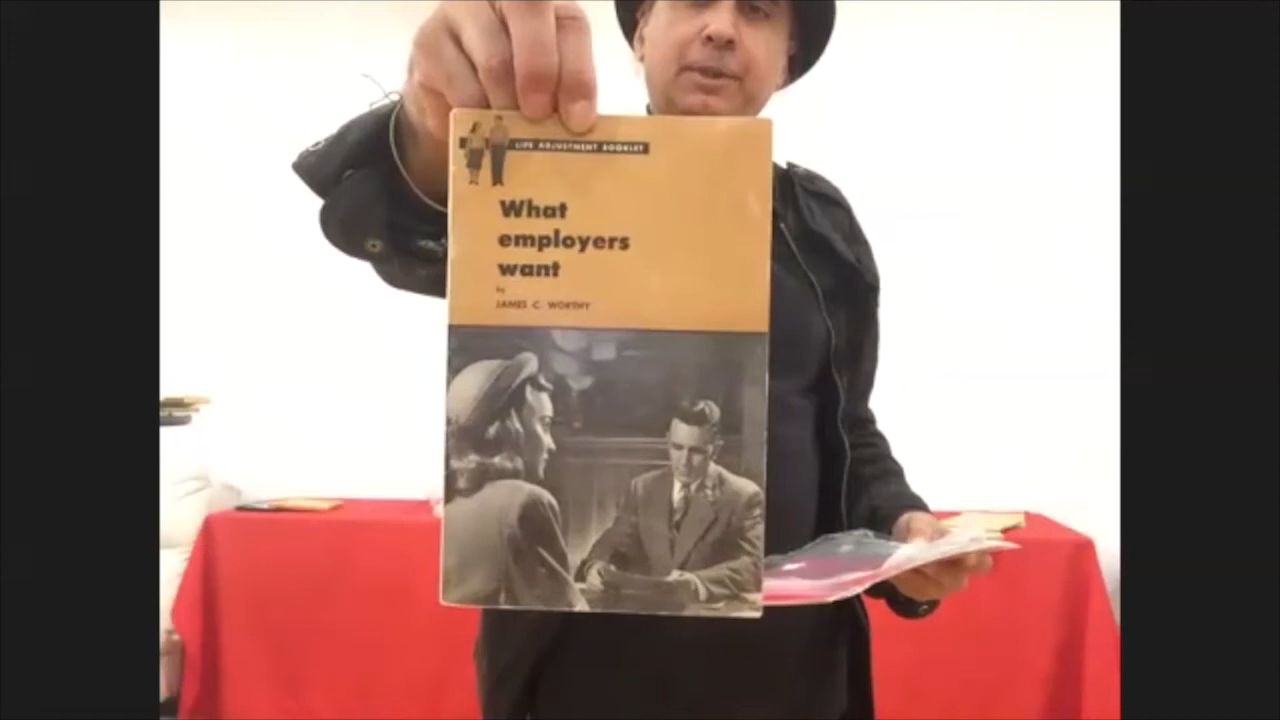 LIFE ADJUSTMENT BOOKLET
What
employers
want
by
JAMES C. WORTHY